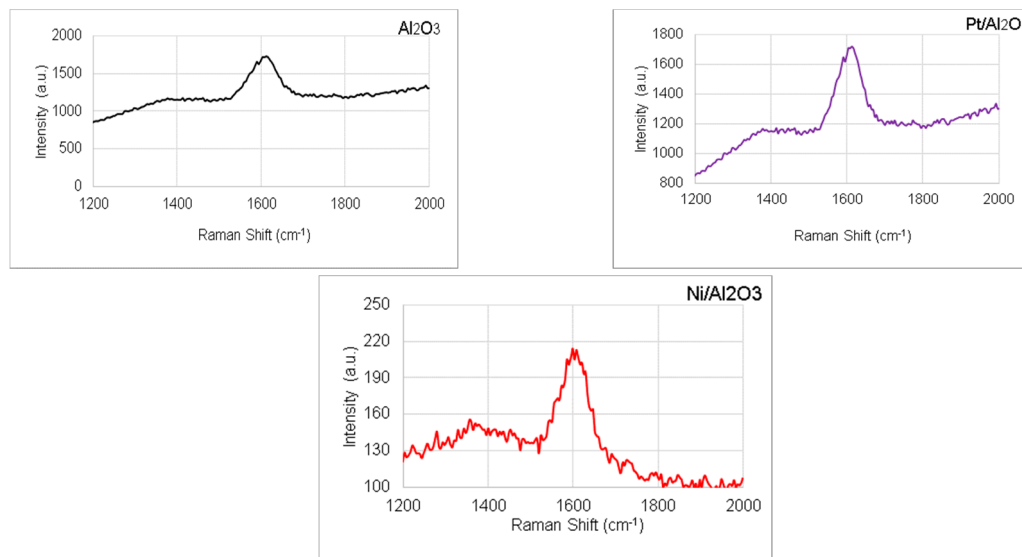 Al2O3
2000
1500
1000
500
0
Intensity (a.u.)
1200 1400 1600 1800 2000
Raman Shift (cm-1)
Pt/Al2O
1800
1600
1400
1200
1000
800
Intensity (a.u.)
1200 1400 1600 1800 2000
Raman Shift (cm-1)
Ni/Al2O3
250
220
190
160
130
100
Intensity (a.u.)
1200 1400 1600 1800 2000
Raman Shift (cm-1)